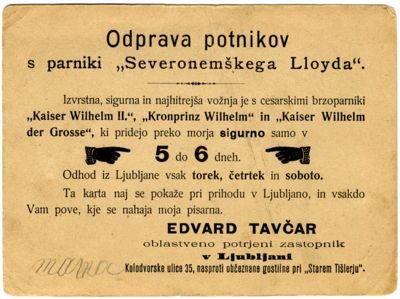 Odprava potnikov
s parniki „Severonemškega Lloyda“.
Izvrstna, sigurna in najhitrejša vožnja je s cesarskimi brzoparniki
„Kaiser Wilhelm II.“, „Kronprinz Wilhelm“ in „Kaiser Wilhelm
der Grosse“, ki pridejo preko morja sigurno samo v
5 do 6 dneh.
Odhod iz Ljubljane vsak torek, četrtek in soboto.
Ta karta naj se pokaže pri prihodu v Ljubljano, in vsakdo
Vam pove, kje se nahaja moja pisarna.
EDVARD TAVČAR
oblastveno potrjeni zastopnik
v Ljubljani
Kolodvorske ulice 35, nasproti občeznane gostilne pri „Starem Tišlerju“.